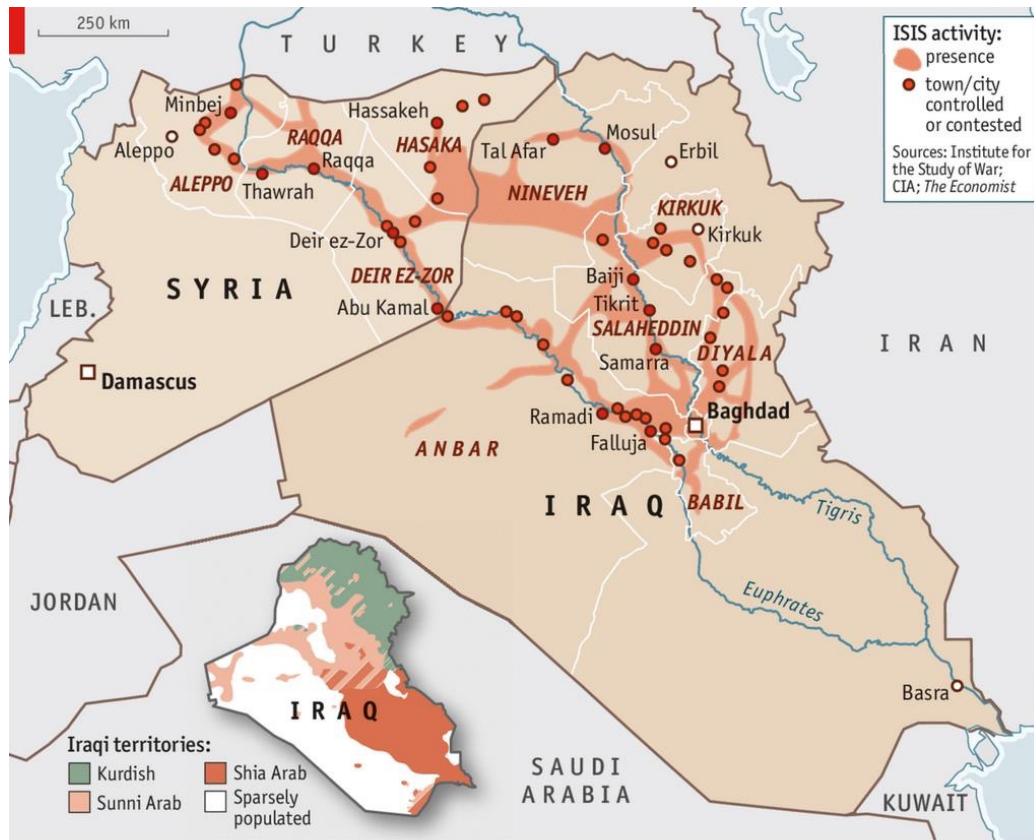 250 km
TURKEY
ISIS activity:
presence
town/city
controlled
or contested
Sources: Institute for
the Study of War;
CIA; The Economist
Minbej
Hassakeh
Aleppo
RAQQA
Raqqa
HASAKA
Tal Afar
Mosul
Erbil
ALEPPO
Thawrah
NINEVEH
KIRKUK
Kirkuk
Deir ez-Zor
DEIR EZ-ZOR
Baiji
SYRIA
Abu Kamal
Tikrit
LEB.
SALAHEDDIN
IRAN
Samarra
DIYALA
Damascus
Ramadi
Baghdad
Falluja
ANBAR
IRAQ
BABIL
Tigris
JORDAN
Euphrates
Basra
SAUDI
ARABIA
KUWAIT
IRAQ
Iraqi territories:
Kurdish
Shia Arab
Sunni Arab
Sparsely
populated